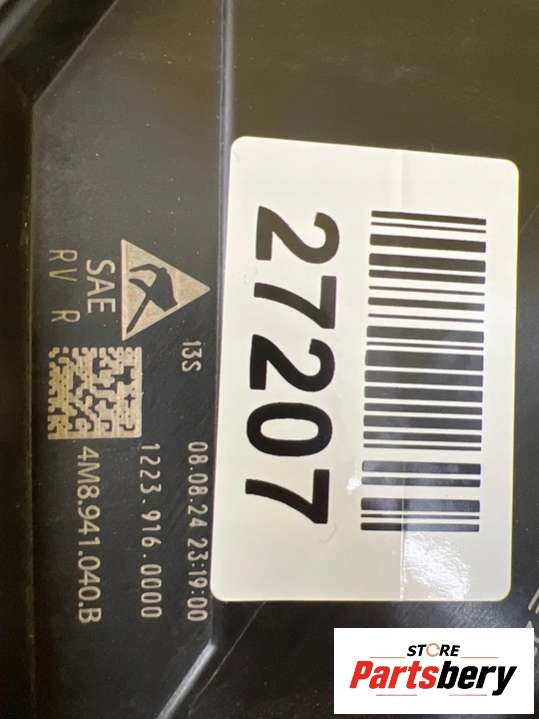 13S
SAE
RV R
08.08.24 23:19:00
1223.916.0000
4M8.941.040.B
27207
STORE
Partsbery